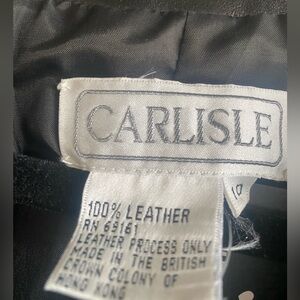 CARLISLE
10
100% LEATHER
RN 69161
LEATHER PROCESS ONLY
MADE IN THE BRITISH
CROWN COLONY OF
HONG KONG